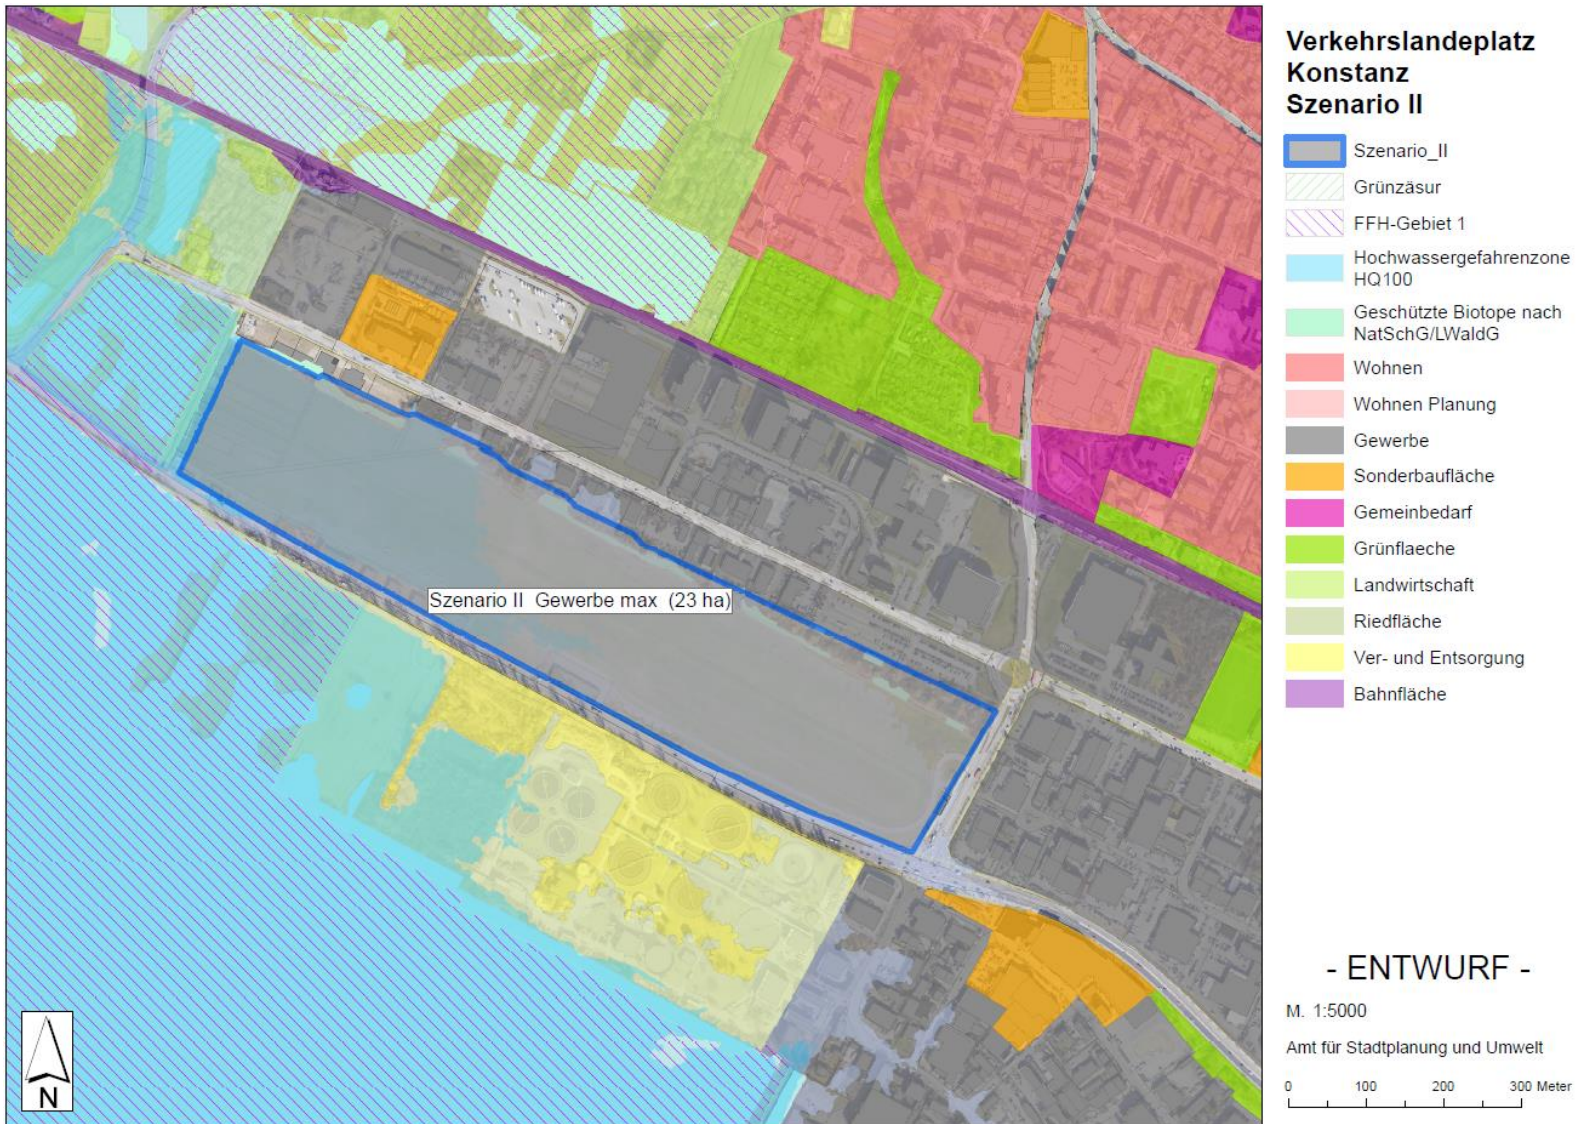 Verkehrslandeplatz
Konstanz
Szenario II
Szenario_II
Grünzäsur
FFH-Gebiet 1
Hochwassergefahrenzone
HQ100
Geschützte Biotope nach
NatSchG/LWaldG
Wohnen
Wohnen Planung
Gewerbe
Sonderbaufläche
Gemeinbedarf
Grünflaeche
Landwirtschaft
Riedfläche
Ver- und Entsorgung
Bahnfläche
Szenario II Gewerbe max (23 ha)
- ENTWURF -
M. 1:5000
Amt für Stadtplanung und Umwelt
0 100 200 300 Meter
N